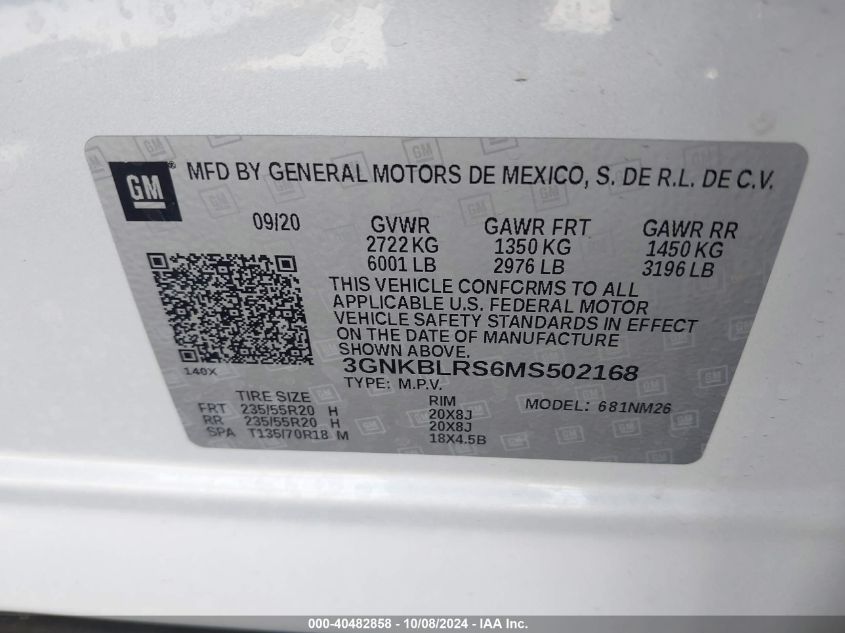 GM
MFD BY GENERAL MOTORS DE MEXICO, S. DE R.L. DE C.V.
09/20 GVWR GAWR FRT GAWR RR
2722 KG 1350 KG 1450 KG
6001 LB 2976 LB 3196 LB
THIS VEHICLE CONFORMS TO ALL
APPLICABLE U.S. FEDERAL MOTOR
VEHICLE SAFETY STANDARDS IN EFFECT
ON THE DATE OF MANUFACTURE
SHOWN ABOVE.
140X 3GNKBLRS6MS502168
TYPE: M.P.V.
TIRE SIZE RIM MODEL: 681NM26
FRT 235/55R20 H 20X8J
RR 235/55R20 H 20X8J
SPA T135/70R18 M 18X4.5B
000-40482858 - 10/08/2024 - IAA Inc.